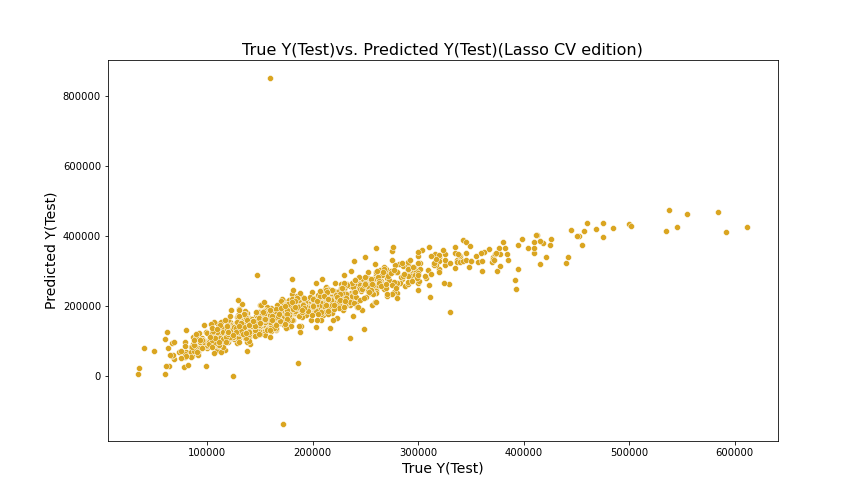 True Y(Test)vs. Predicted Y(Test)(Lasso CV edition)
800000
600000
400000
200000
0
Predicted Y(Test)
100000 200000 300000 400000 500000 600000
True Y(Test)